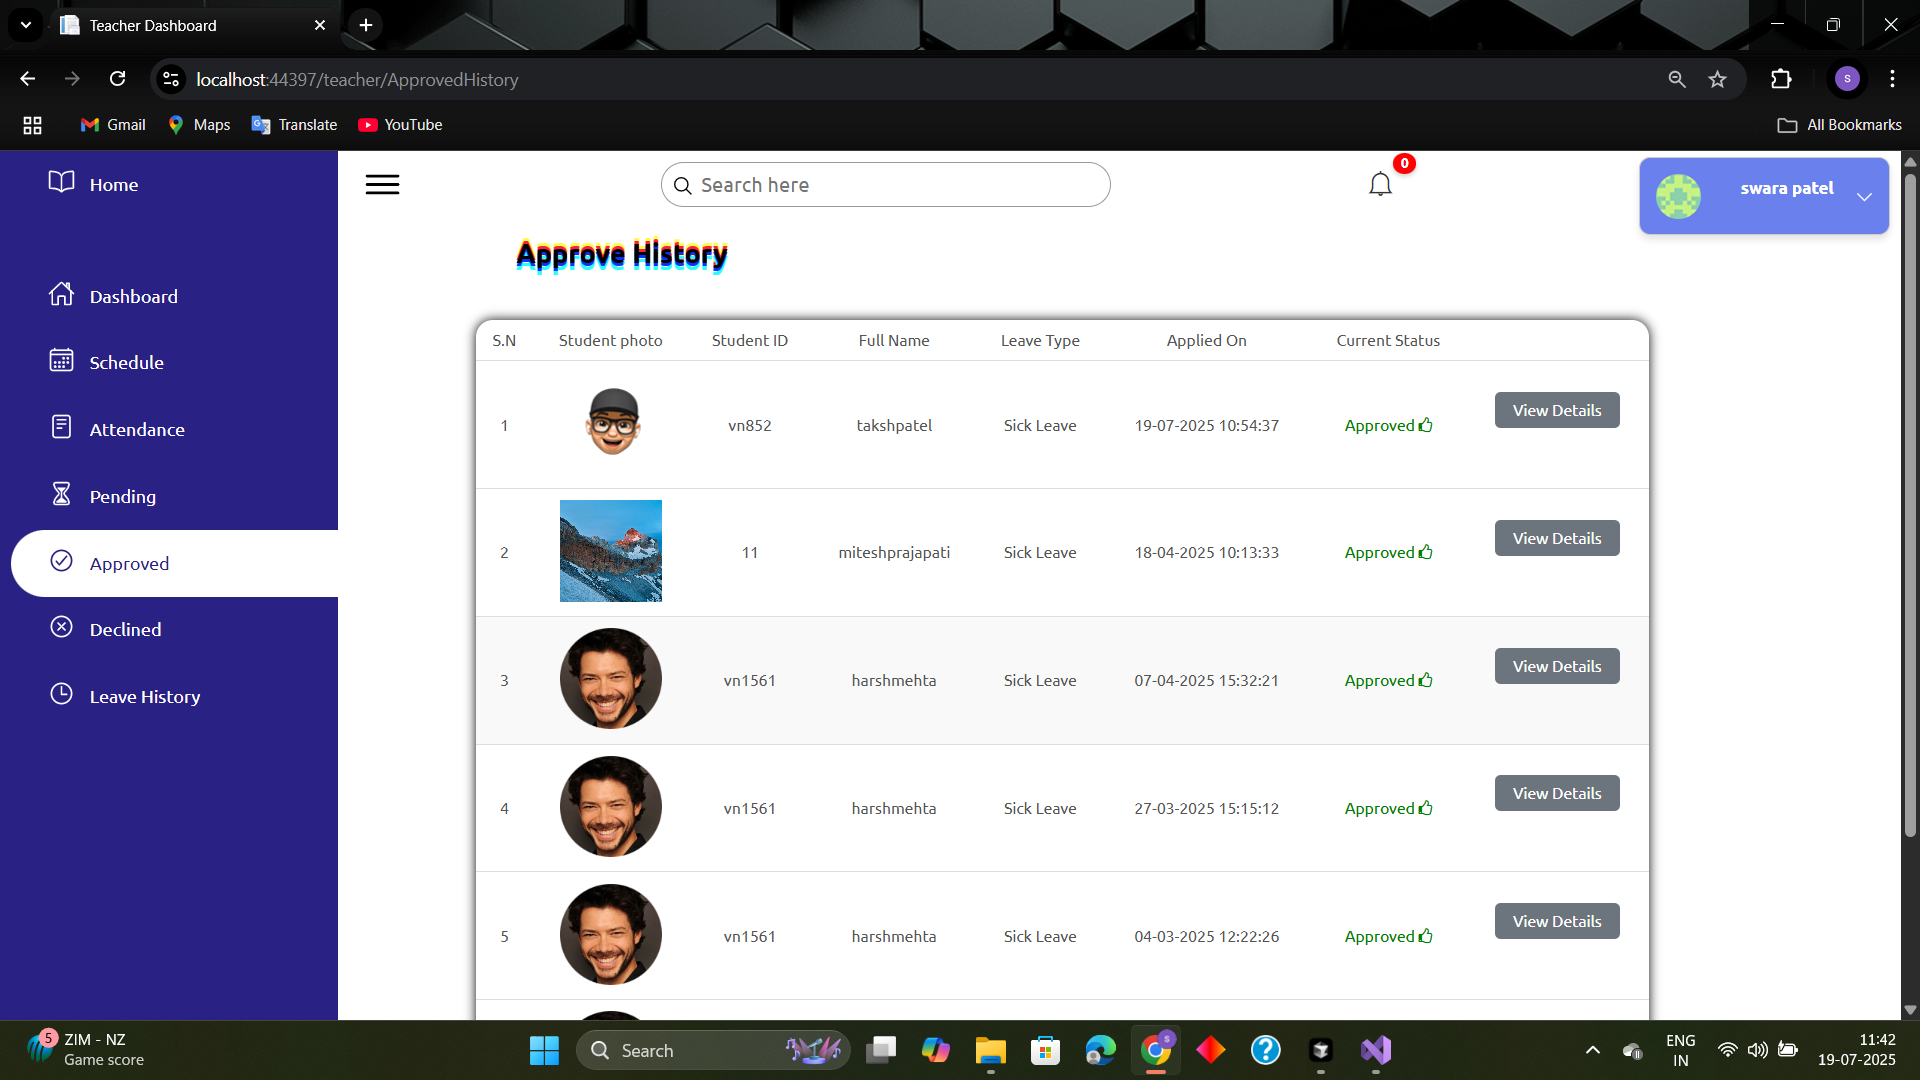 Teacher Dashboard
localhost:44397/teacher/ApprovedHistory
S
Gmail
Maps
Translate
YouTube
All Bookmarks
Home
Search here
0
swara patel
Approve History
Dashboard
Schedule
Attendance
Pending
Approved
Declined
Leave History
S.N Student photo Student ID Full Name Leave Type Applied On Current Status
1 vn852 takshpatel Sick Leave 19-07-2025 10:54:37 Approved View Details
2 11 miteshprajapati Sick Leave 18-04-2025 10:13:33 Approved View Details
3 vn1561 harshmehta Sick Leave 07-04-2025 15:32:21 Approved View Details
4 vn1561 harshmehta Sick Leave 27-03-2025 15:15:12 Approved View Details
5 vn1561 harshmehta Sick Leave 04-03-2025 12:22:26 Approved View Details
5
ZIM - NZ
Game score
Search
S
ENG
IN
11:42
19-07-2025